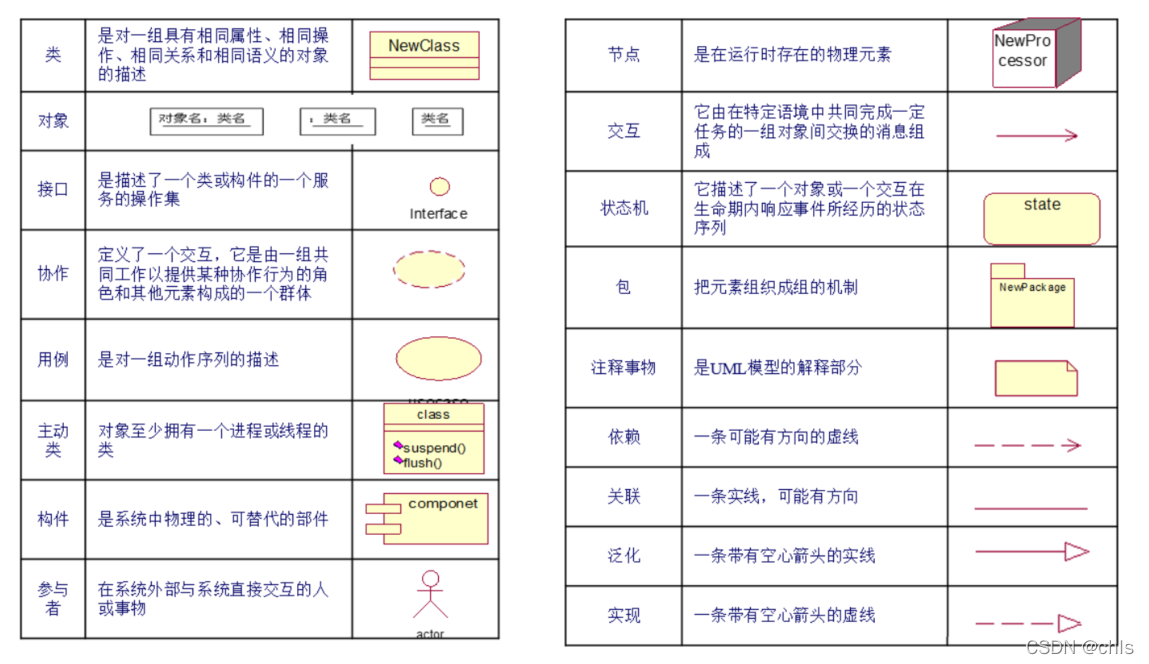 类
是对一组具有相同属性、相同操
作、相同关系和相同语义的对象
的描述
NewClass
对象
对象名：类名
：类名
类名
接口
是描述了一个类或构件的一个服
务的操作集
Interface
协作
定义了一个交互，它是由一组共
同工作以提供某种协作行为的角
色和其他元素构成的一个群体
用例
是对一组动作序列的描述
usecase
主动
类
对象至少拥有一个进程或线程的
类
class
suspend()
flush()
构件
是系统中物理的、可替代的部件
componet
参与
者
在系统外部与系统直接交互的人
或事物
actor
节点
是在运行时存在的物理元素
NewPro
cessor
交互
它由在特定语境中共同完成一定
任务的一组对象间交换的消息组
成
状态机
它描述了一个对象或一个交互在
生命期内响应事件所经历的状态
序列
state
包
把元素组织成组的机制
NewPackage
注释事物
是UML模型的解释部分
依赖
一条可能有方向的虚线
关联
一条实线，可能有方向
泛化
一条带有空心箭头的实线
实现
一条带有空心箭头的虚线
CSDN @chls